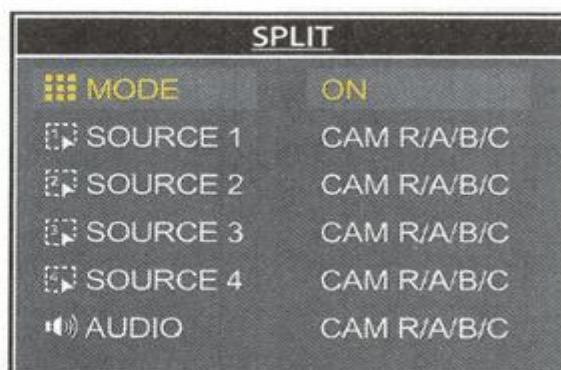 SPLIT
MODE ON
SOURCE 1 CAM R/A/B/C
SOURCE 2 CAM R/A/B/C
SOURCE 3 CAM R/A/B/C
SOURCE 4 CAM R/A/B/C
AUDIO CAM R/A/B/C